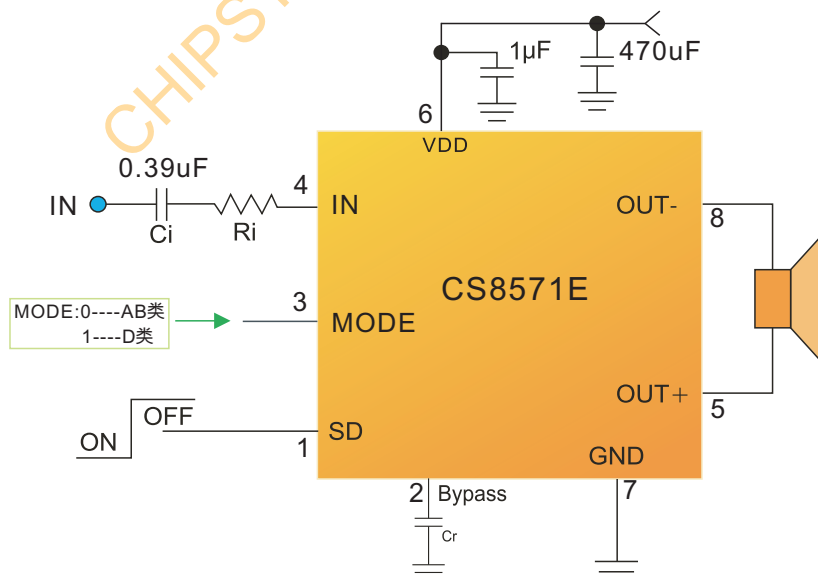 CHIPS
1µF
470uF
6
VDD
0.39uF
IN
Ci
Ri
4
IN
OUT-
8
CS8571E
MODE:0----AB类
1----D类
3
MODE
OUT+
5
ON
OFF
1
SD
GND
2
Bypass
7
Cr